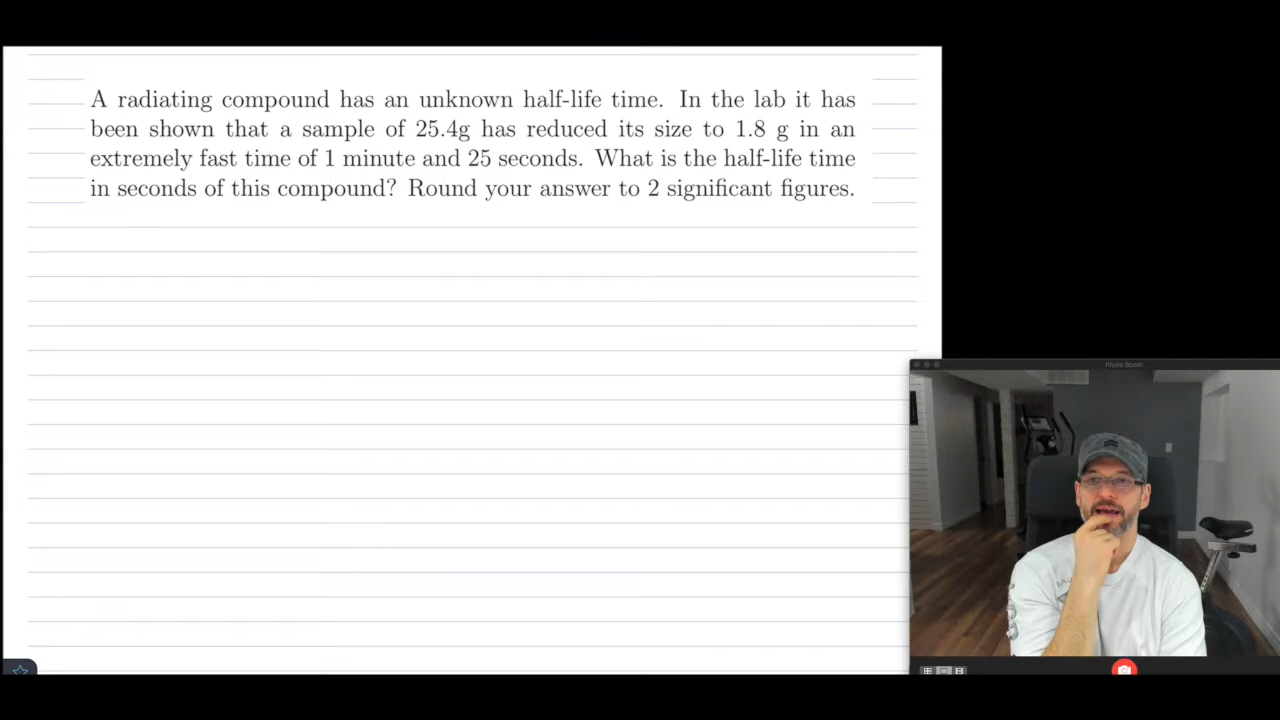 A radiating compound has an unknown half-life time. In the lab it has
been shown that a sample of 25.4g has reduced its size to 1.8 g in an
extremely fast time of 1 minute and 25 seconds. What is the half-life time
in seconds of this compound? Round your answer to 2 significant figures.
Photo Booth